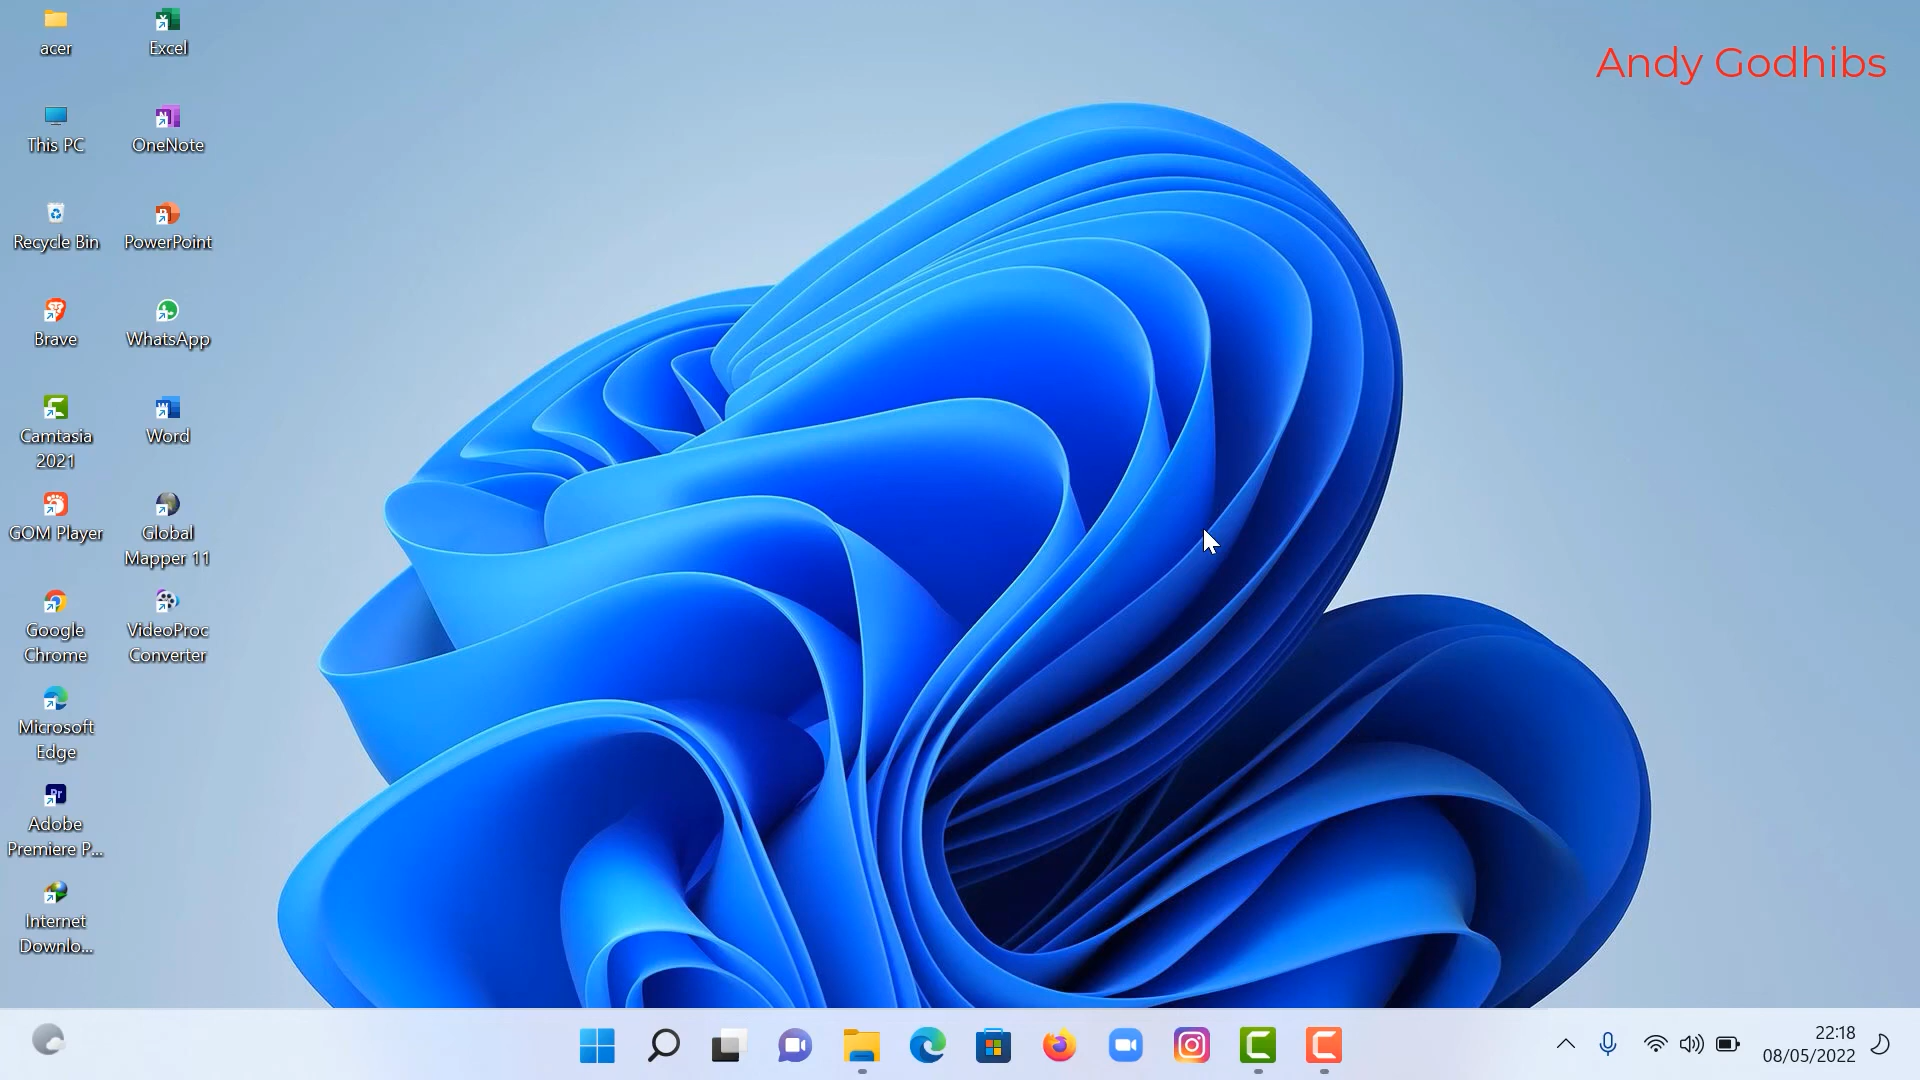 acer
Excel
Andy Godhibs
This PC
OneNote
Recycle Bin
PowerPoint
Brave
WhatsApp
Camtasia
2021
Word
GOM Player
Global
Mapper 11
Google
Chrome
VideoProc
Converter
Microsoft
Edge
Adobe
Premiere P...
Internet
Downlo...
22:18
08/05/2022